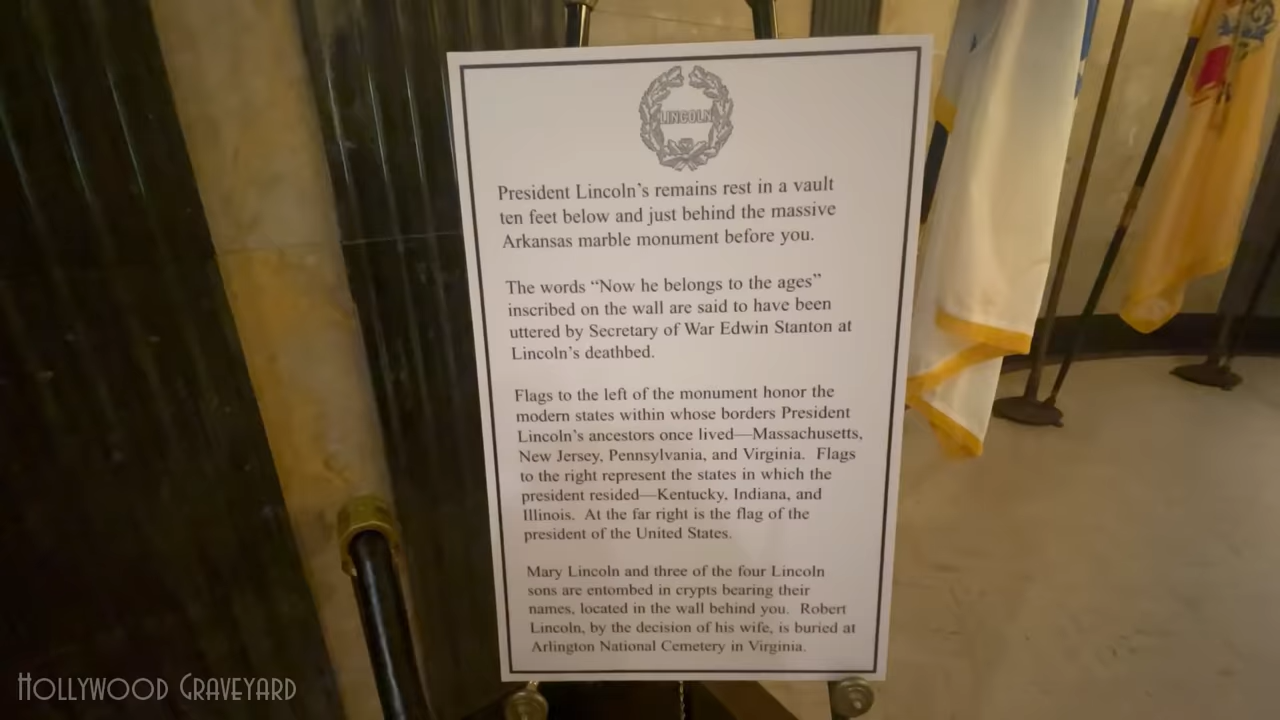 LINCOLN
President Lincoln's remains rest in a vault
ten feet below and just behind the massive
Arkansas marble monument before you.
The words “Now he belongs to the ages”
inscribed on the wall are said to have been
uttered by Secretary of War Edwin Stanton at
Lincoln's deathbed.
Flags to the left of the monument honor the
modern states within whose borders President
Lincoln's ancestors once lived—Massachusetts,
New Jersey, Pennsylvania, and Virginia. Flags
to the right represent the states in which the
president resided—Kentucky, Indiana, and
Illinois. At the far right is the flag of the
president of the United States.
Mary Lincoln and three of the four Lincoln
sons are entombed in crypts bearing their
names, located in the wall behind you. Robert
Lincoln, by the decision of his wife, is buried at
Arlington National Cemetery in Virginia.
HOLLYWOOD GRAVEYARD